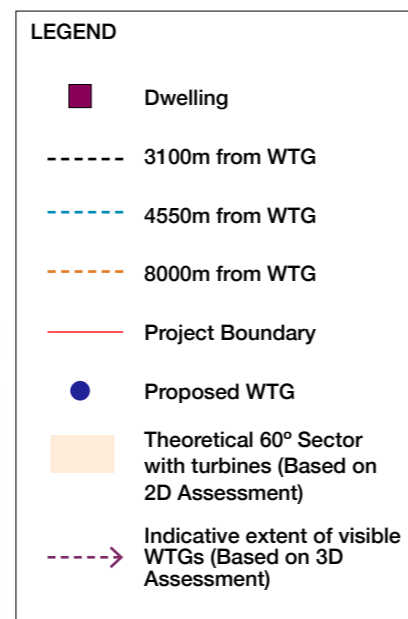 LEGEND
Dwelling
3100m from WTG
4550m from WTG
8000m from WTG
Project Boundary
Proposed WTG
Theoretical 60º Sector
with turbines (Based on
2D Assessment)
Indicative extent of visible
WTGs (Based on 3D
Assessment)